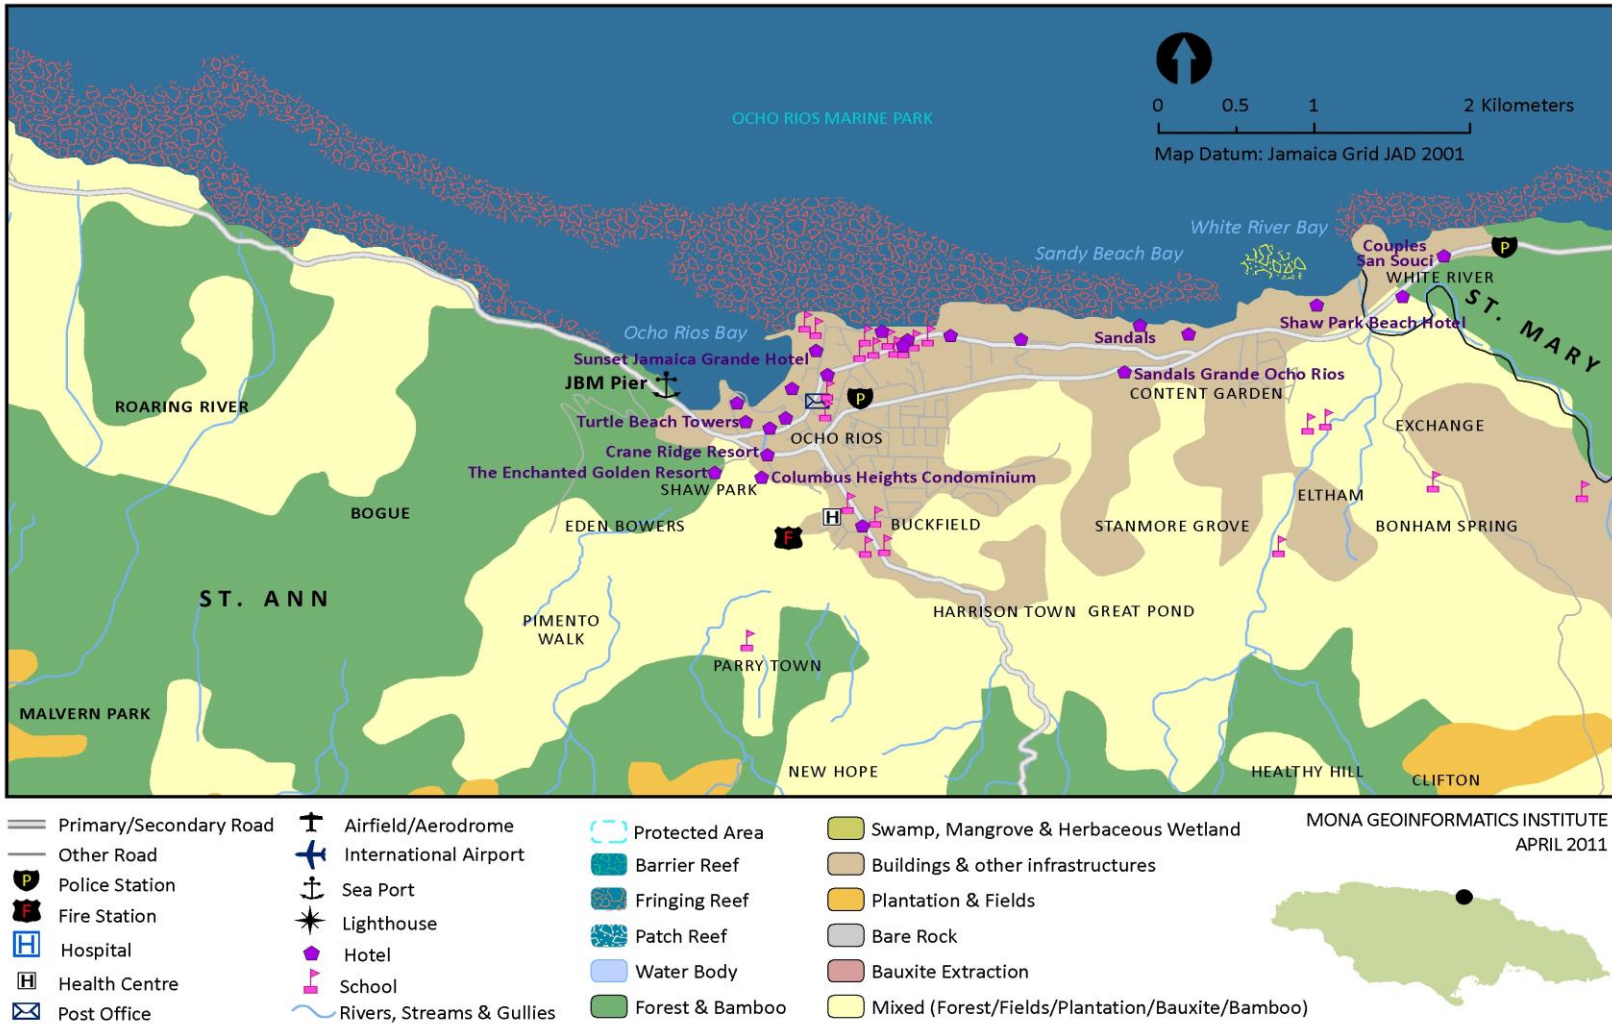 OCHO RIOS MARINE PARK
0 0.5 1 2 Kilometers
Map Datum: Jamaica Grid JAD 2001
White River Bay
Sandy Beach Bay
Couples
San Souci
WHITE RIVER
ST. MARY
Shaw Park Beach Hotel
Ocho Rios Bay
Sandals
Sunset Jamaica Grande Hotel
JBM Pier
Sandals Grande Ocho Rios
CONTENT GARDEN
ROARING RIVER
P
P
Turtle Beach Towers
OCHO RIOS
EXCHANGE
Crane Ridge Resort
The Enchanted Golden Resort
Columbus Heights Condominium
SHAW PARK
ELTHAM
BOGUE
EDEN BOWERS
H
BUCKFIELD
STANMORE GROVE
BONHAM SPRING
F
ST. ANN
PIMENTO
WALK
HARRISON TOWN
GREAT POND
PARRY TOWN
MALVERN PARK
NEW HOPE
HEALTHY HILL
CLIFTON
Primary/Secondary Road
Other Road
P Police Station
F Fire Station
H Hospital
H Health Centre
Post Office
Airfield/Aerodrome
International Airport
Sea Port
Lighthouse
Hotel
School
Rivers, Streams & Gullies
Protected Area
Barrier Reef
Fringing Reef
Patch Reef
Water Body
Forest & Bamboo
Swamp, Mangrove & Herbaceous Wetland
Buildings & other infrastructures
Plantation & Fields
Bare Rock
Bauxite Extraction
Mixed (Forest/Fields/Plantation/Bauxite/Bamboo)
MONA GEOINFORMATICS INSTITUTE
APRIL 2011